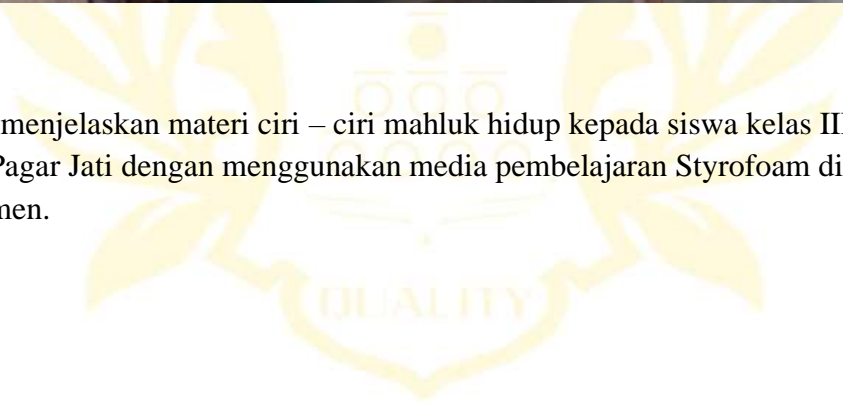 menjelaskan materi ciri – ciri mahluk hidup kepada siswa kelas III
Pagar Jati dengan menggunakan media pembelajaran Styrofoam di
men.
QUALITY